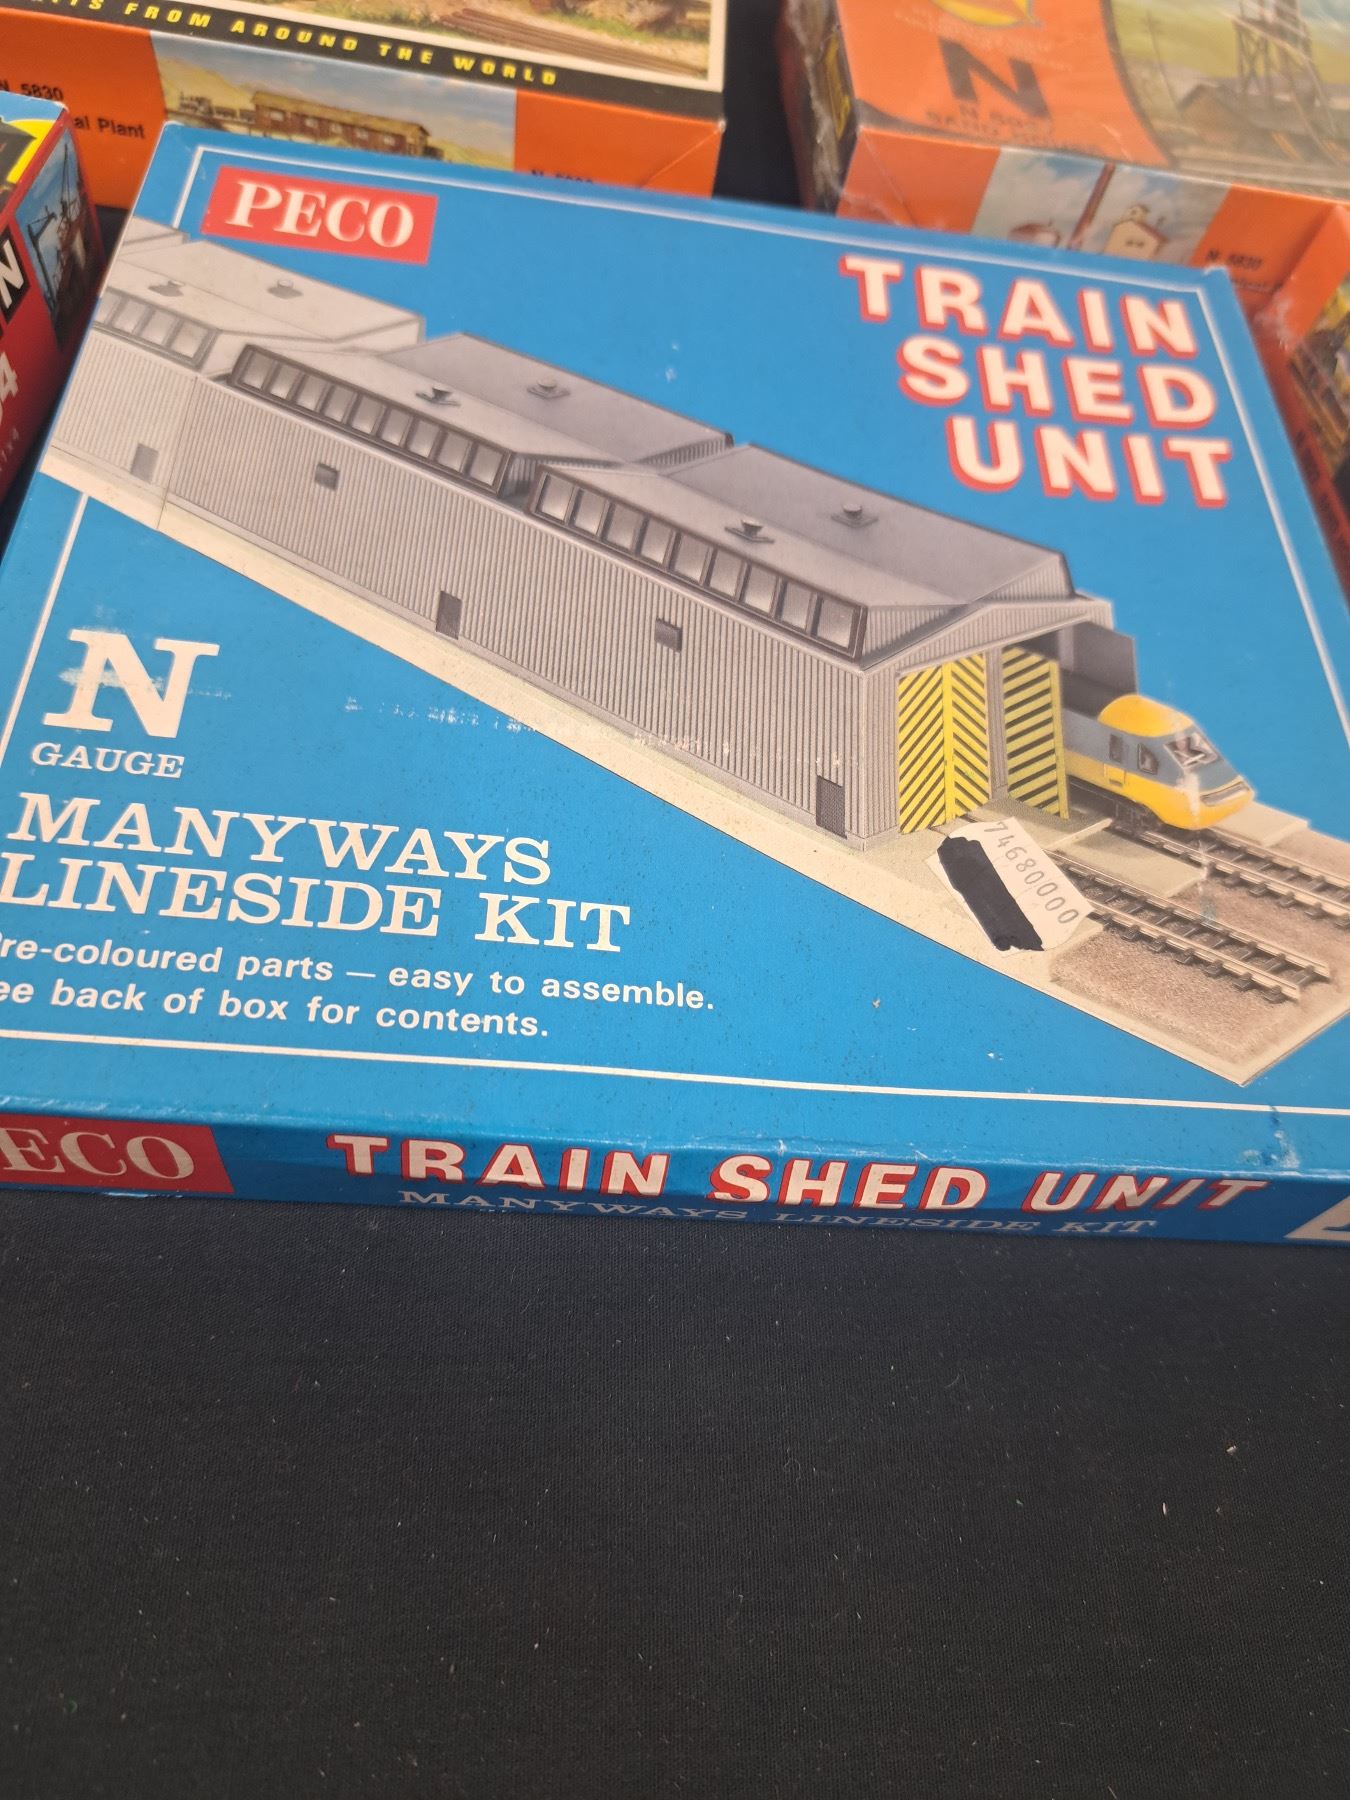 FROM AROUND THE WORLD
N 5830
al Plant
N
N 5830
N
PECO
TRAIN
SHED
UNIT
N
GAUGE
MANYWAYS
LINESIDE KIT
re-coloured parts — easy to assemble.
ee back of box for contents.
74680000
ECO
TRAIN SHED UNIT
MANYWAYS LINESIDE KIT